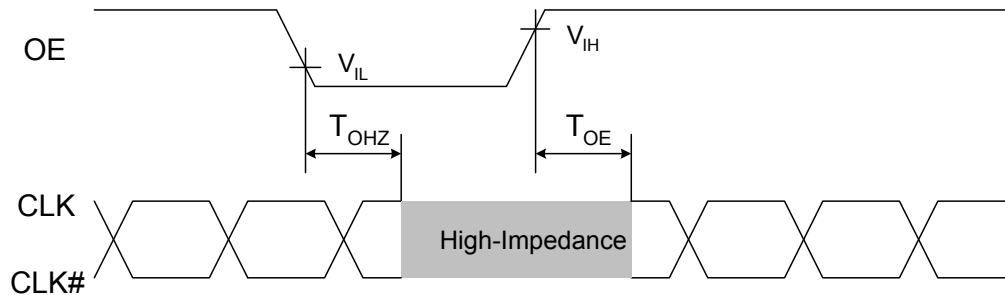 OE
V_IL
V_IH
T_OHZ
T_OE
CLK
High-Impedance
CLK#